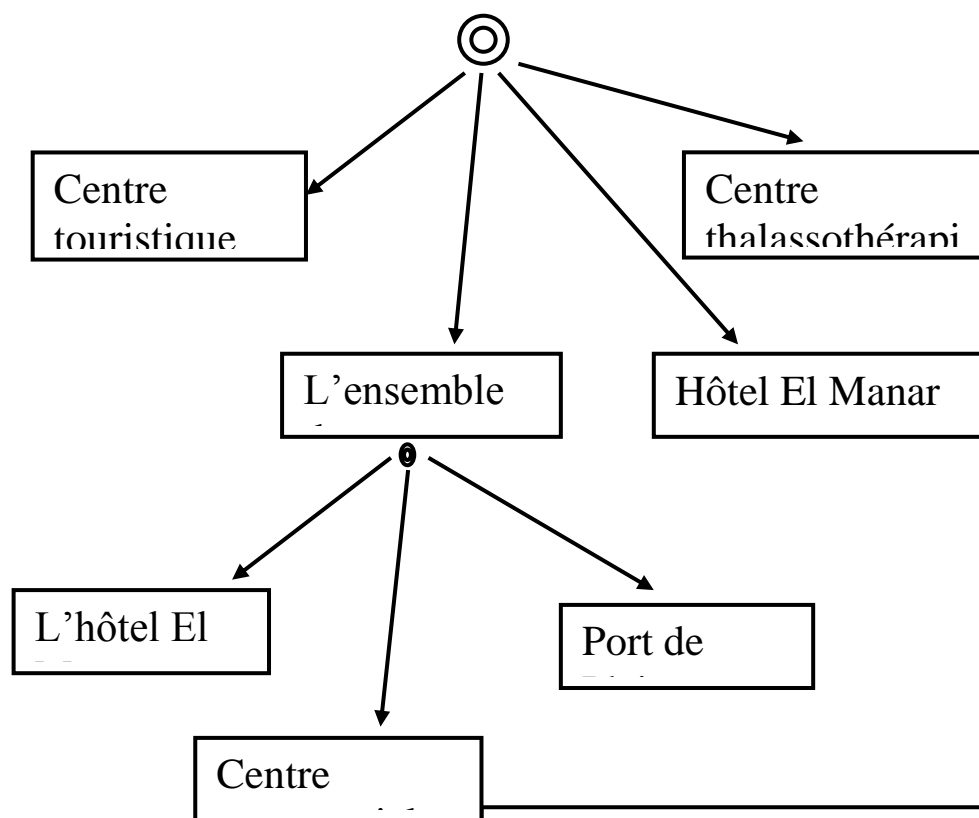 Centre
touristique
Centre
thalassothérapi
L’ensemble
Hôtel El Manar
L’hôtel El
Port de
Centre